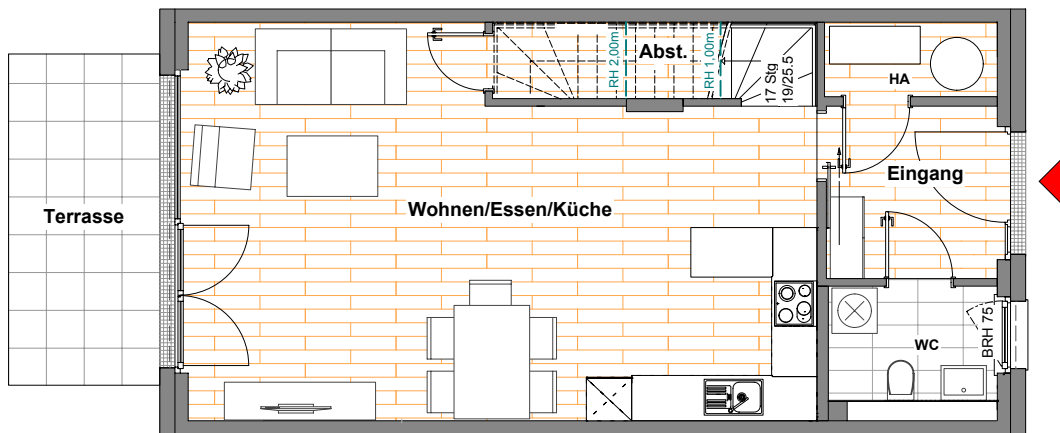 Abst.
RH 2,00m
RH 1,00m
17 Stg
19/25.5
HA
Eingang
Terrasse
Wohnen/Essen/Küche
WC
BRH 75